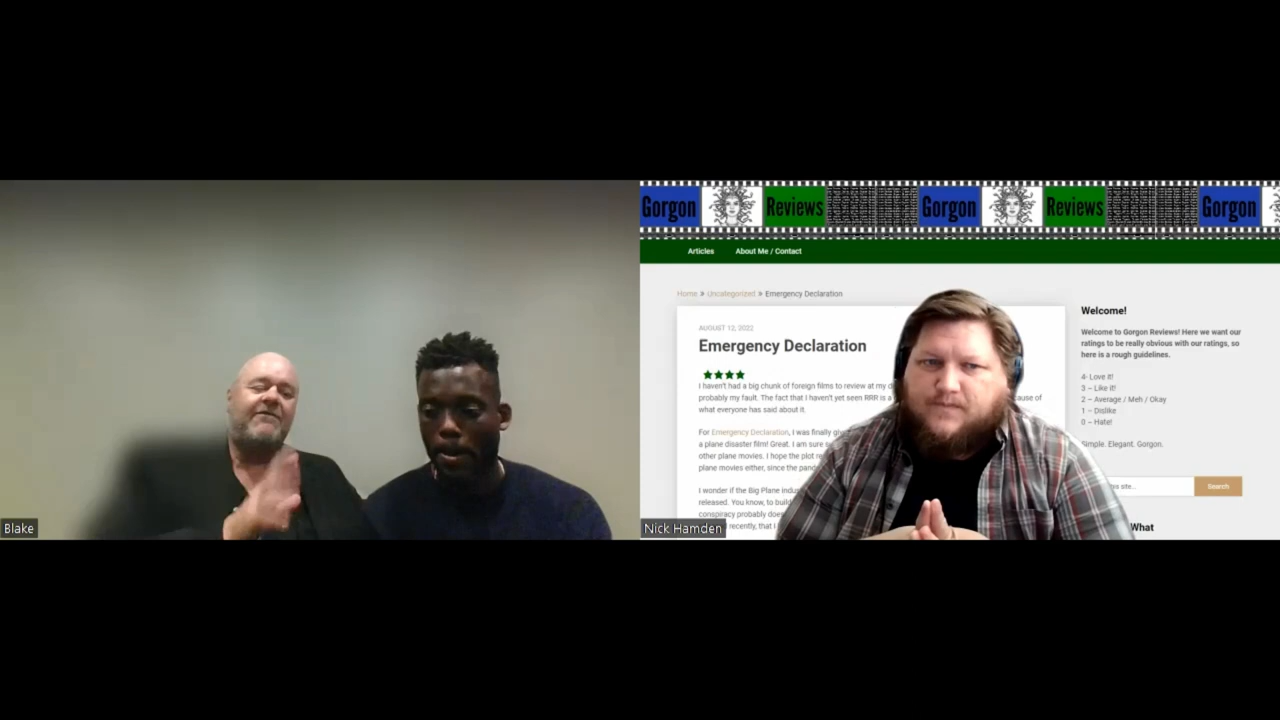 Gorgon Reviews Gorgon Reviews Gorgon
Articles About Me / Contact
Home » Uncategorized » Emergency Declaration
AUGUST 12, 2022
Emergency Declaration
I haven't had a big chunk of foreign films to review at my d
probably my fault. The fact that I haven't yet seen RRR is a cause of
what everyone has said about it.
For Emergency Declaration, I was finally
a plane disaster film! Great. I am sure
other plane movies. I hope the plot
plane movies either, since the
I wonder if the Big Plane
released. You know, to
conspiracy probably
recently, that I
Welcome!
Welcome to Gorgon Reviews! Here we want our
ratings to be really obvious with our ratings, so
here is a rough guidelines.
4- Love it!
3 – Like it!
2 – Average / Meh / Okay
1 – Dislike
0 – Hate!
Simple. Elegant. Gorgon.
site... Search
What
Blake
Nick Hamden